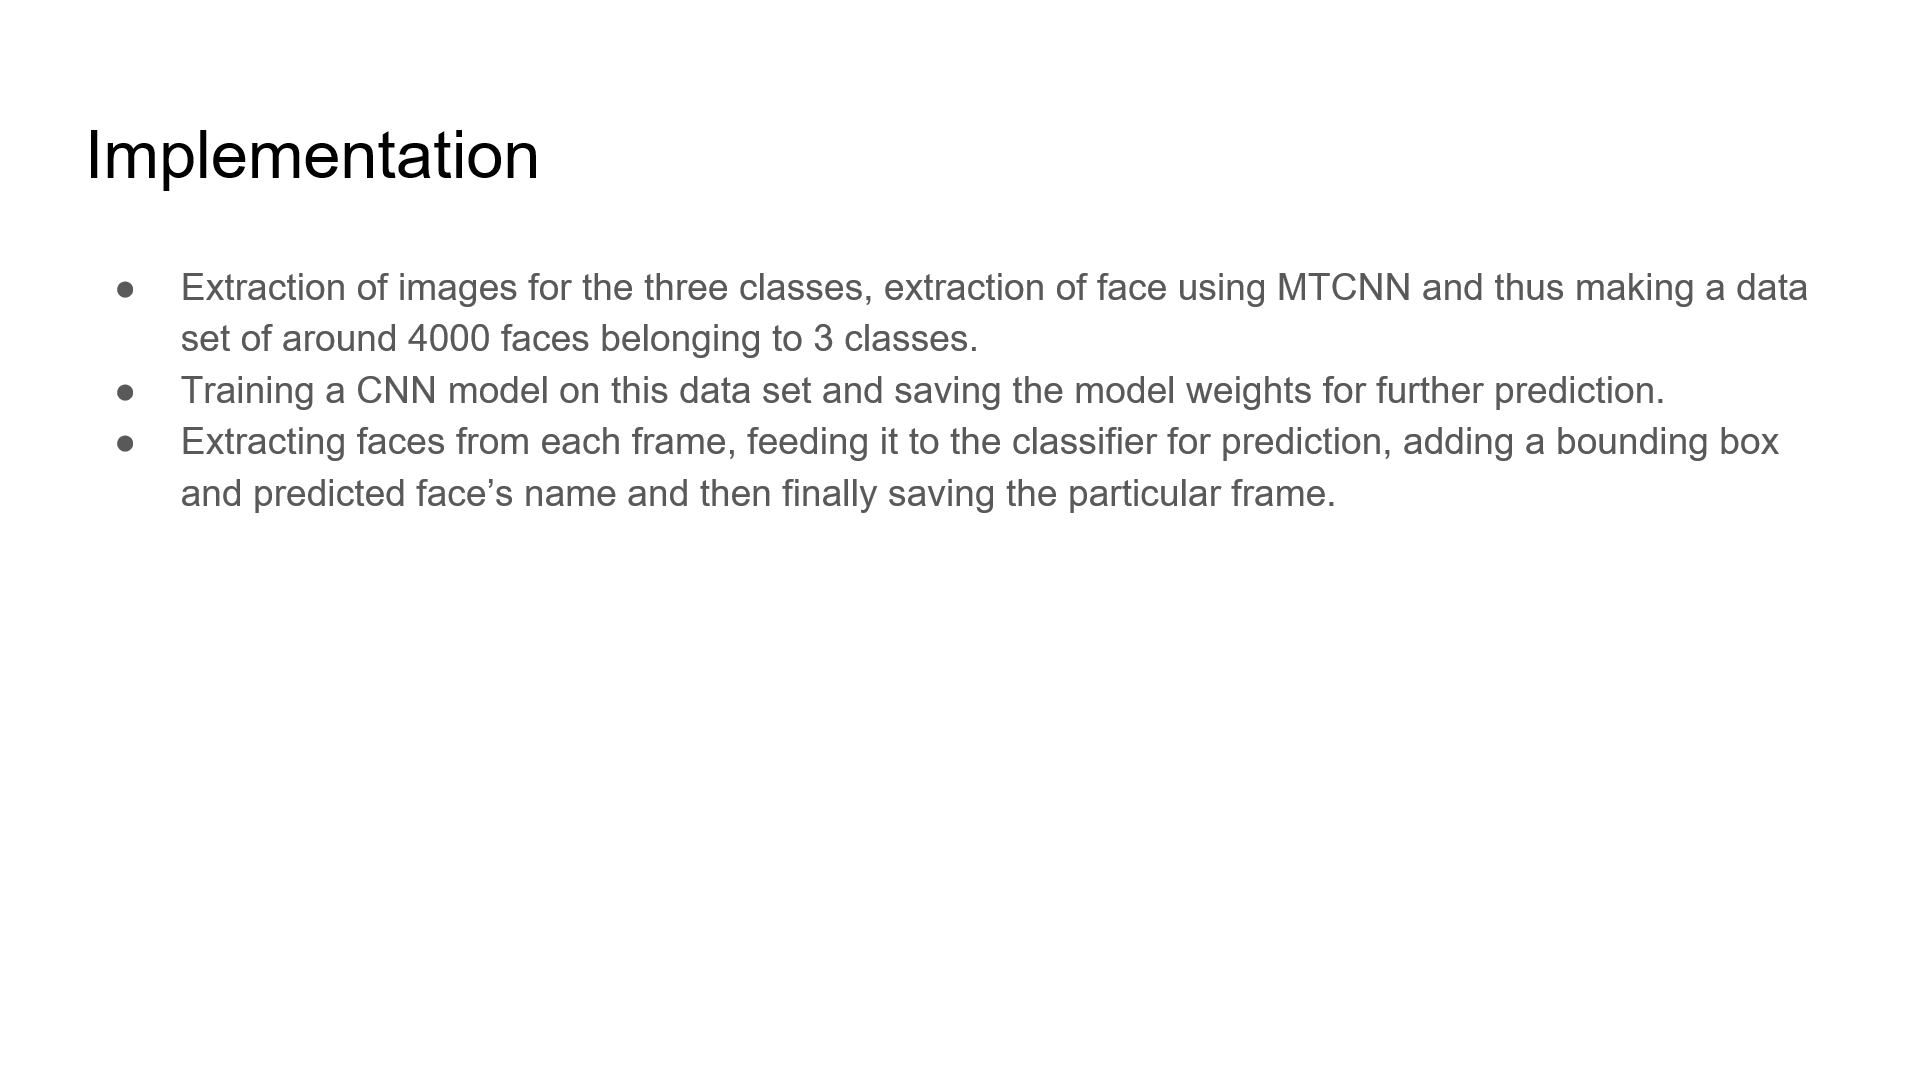 Implementation
● Extraction of images for the three classes, extraction of face using MTCNN and thus making a data
set of around 4000 faces belonging to 3 classes.
● Training a CNN model on this data set and saving the model weights for further prediction.
● Extracting faces from each frame, feeding it to the classifier for prediction, adding a bounding box
and predicted face’s name and then finally saving the particular frame.